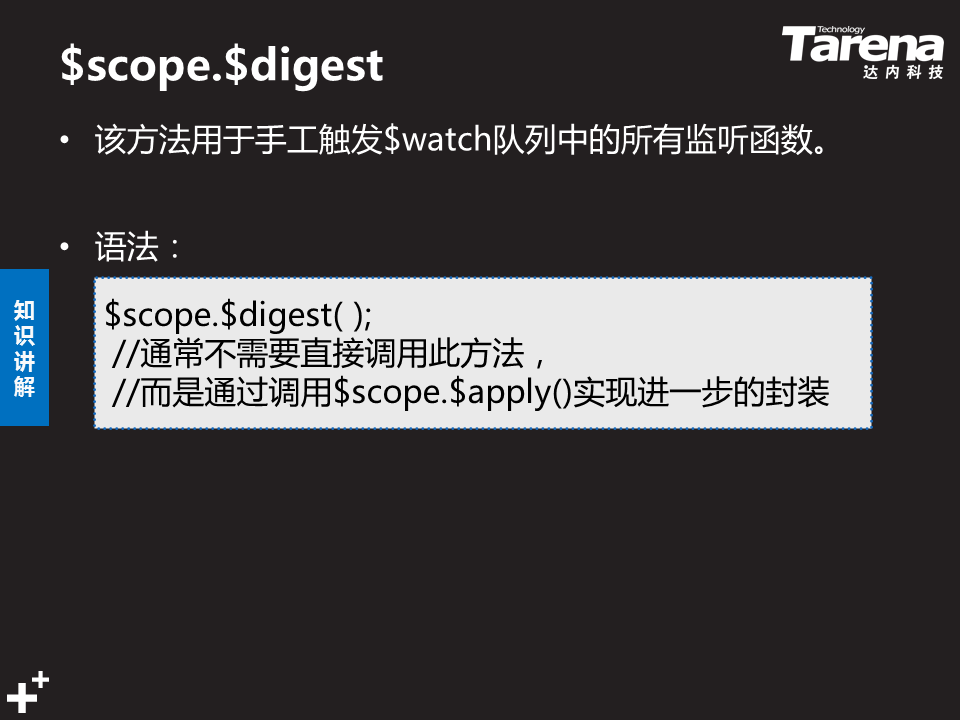 $scope.$digest
Technology
Tarena
达内科技
• 该方法用于手工触发$watch队列中的所有监听函数。
• 语法：
知
识
讲
解
$scope.$digest( );
//通常不需要直接调用此方法，
//而是通过调用$scope.$apply()实现进一步的封装